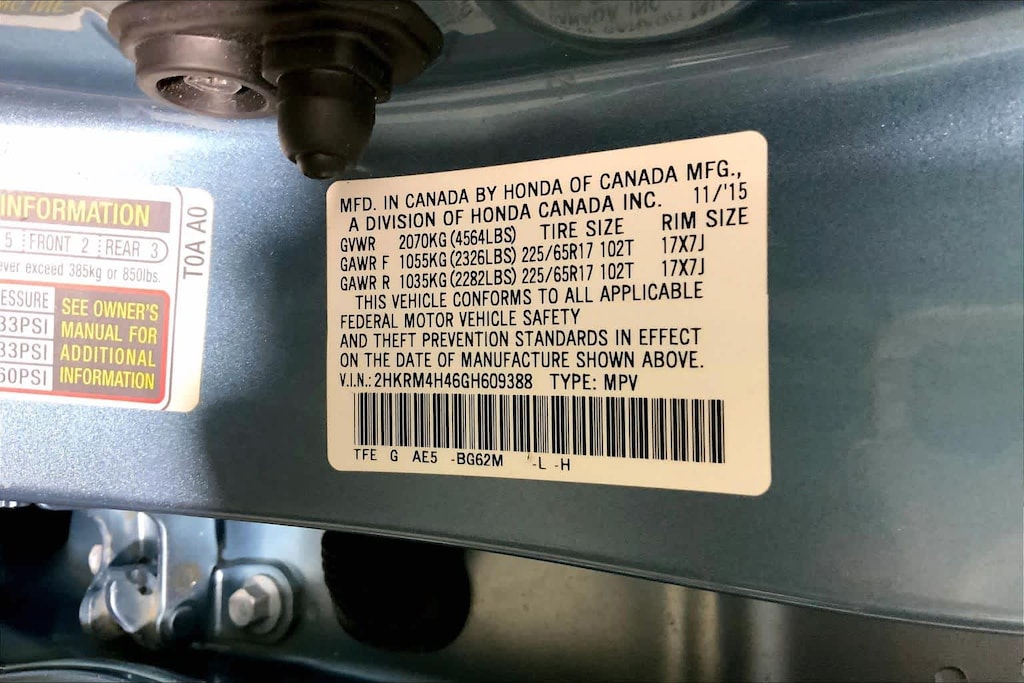 INFORMATION
5 FRONT 2 REAR 3
ever exceed 385kg or 850lbs.
ESSURE
33PSI
33PSI
60PSI
SEE OWNER'S
MANUAL FOR
ADDITIONAL
INFORMATION
T0A A0
MFD. IN CANADA BY HONDA OF CANADA MFG.,
A DIVISION OF HONDA CANADA INC. 11/'15
GVWR 2070KG (4564LBS) TIRE SIZE RIM SIZE
GAWR F 1055KG (2326LBS) 225/65R17 102T 17X7J
GAWR R 1035KG (2282LBS) 225/65R17 102T 17X7J
THIS VEHICLE CONFORMS TO ALL APPLICABLE
FEDERAL MOTOR VEHICLE SAFETY
AND THEFT PREVENTION STANDARDS IN EFFECT
ON THE DATE OF MANUFACTURE SHOWN ABOVE.
V.I.N.: 2HKRM4H46GH609388 TYPE: MPV
TFE G AE5 -BG62M -L -H